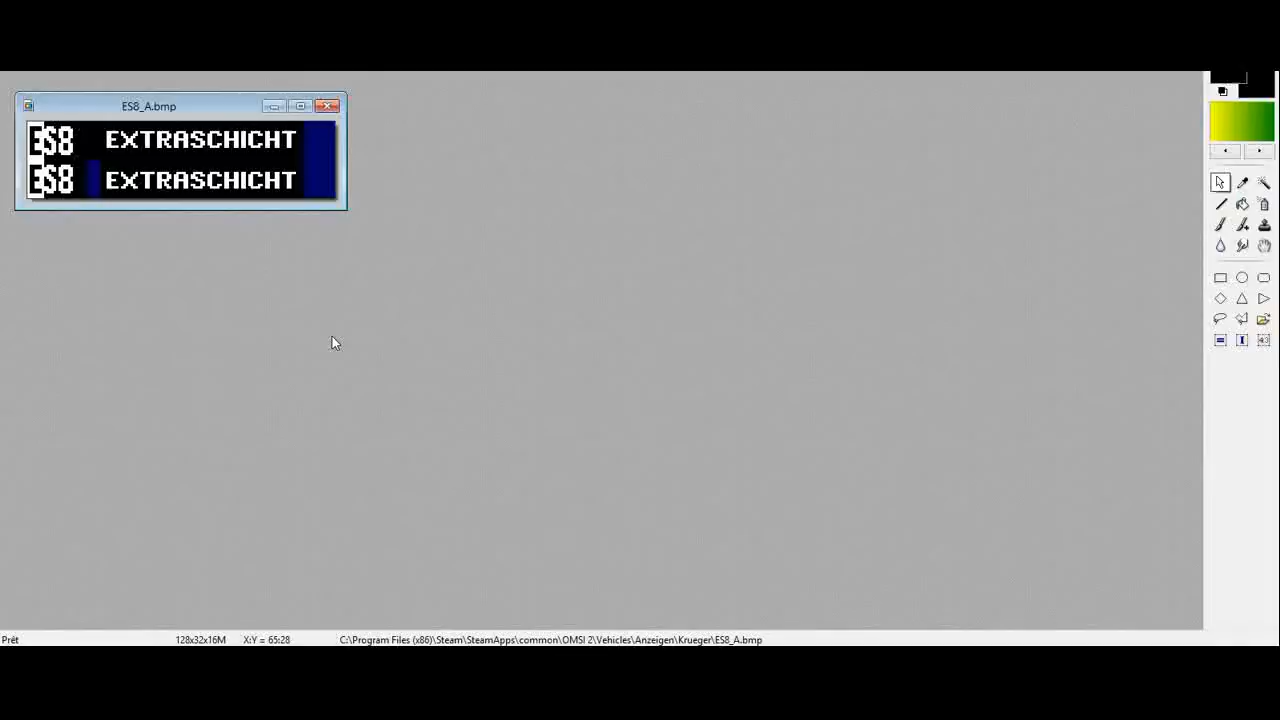 ES8_A.bmp
ES8 EXTRASCHICHT
ES8 EXTRASCHICHT
Prêt 128x32x16M X:Y = 65:28 C:\Program Files (x86)\Steam\SteamApps\common\OMSI 2\Vehicles\Anzeigen\Krueger\ES8_A.bmp